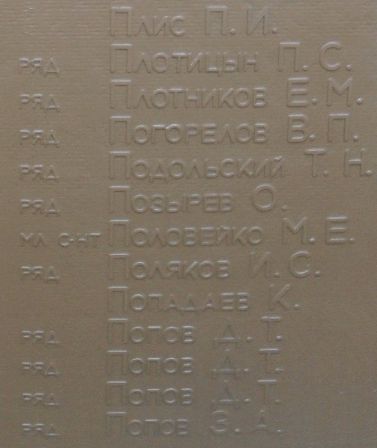 Плис П. И.
ряд Плотицын П. С.
ряд Плотников Е. М.
ряд Погорелов В. П.
ряд Подольский Т. Н.
ряд Позырев О.
мл с-нт Половейко М. Е.
ряд Поляков И. С.
Попадаев К.
ряд Попов Д. Т.
ряд Попов Д. Т.
ряд Попов Д. Т.
ряд Попов З. А.